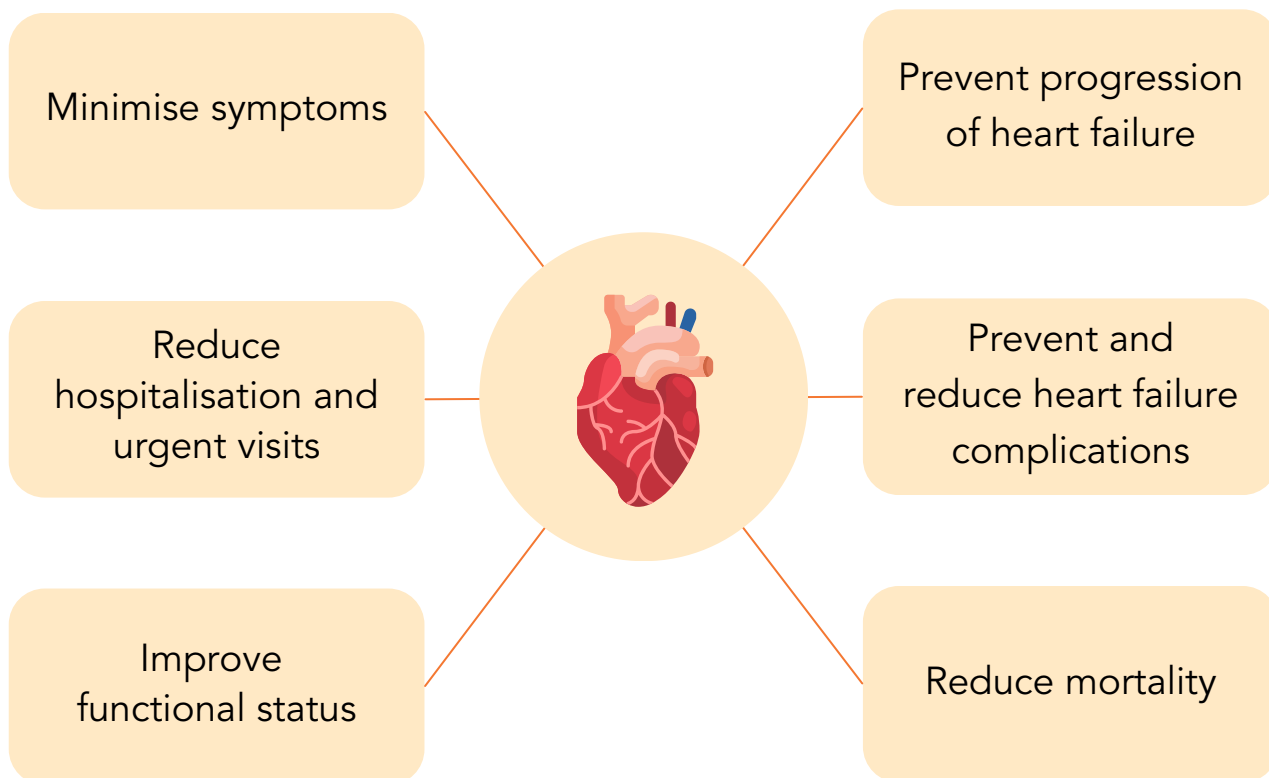 Minimise symptoms
Prevent progression
of heart failure
Reduce
hospitalisation and
urgent visits
Prevent and
reduce heart failure
complications
Improve
functional status
Reduce mortality